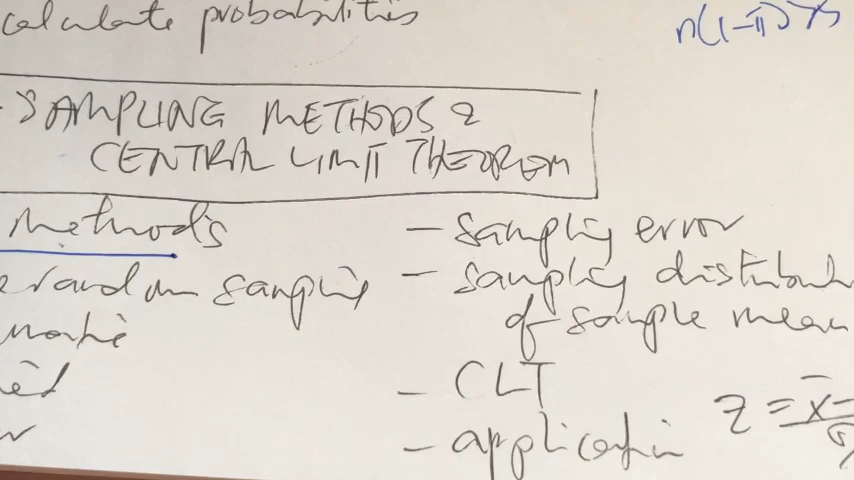 calculate probabilities
n(1-π)>5
SAMPLING METHODS &
CENTRAL LIMIT THEOREM
methods
random sampling
- sampling error
- sampling distribut
of sample mean
- CLT
- application
z = x̄ -